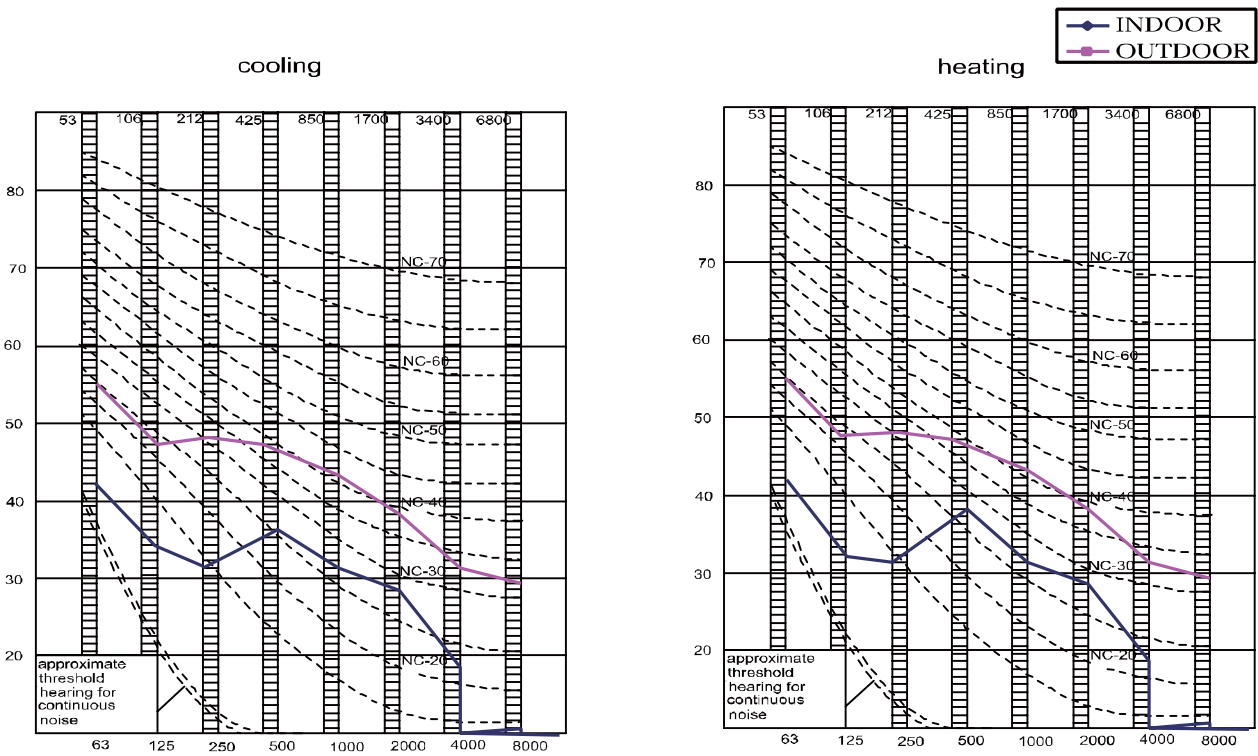 INDOOR
OUTDOOR
cooling
53 106 212 425 850 1700 3400 6800
80
70
60
50
40
30
20
NC-70
NC-60
NC-50
NC-40
NC-30
NC-20
approximate
threshold
hearing for
continuous
noise
63 125 250 500 1000 2000 4000 8000
heating
53 106 212 425 850 1700 3400 6800
80
70
60
50
40
30
20
NC-70
NC-60
NC-50
NC-40
NC-30
NC-20
approximate
threshold
hearing for
continuous
noise
63 125 250 500 1000 2000 4000 8000